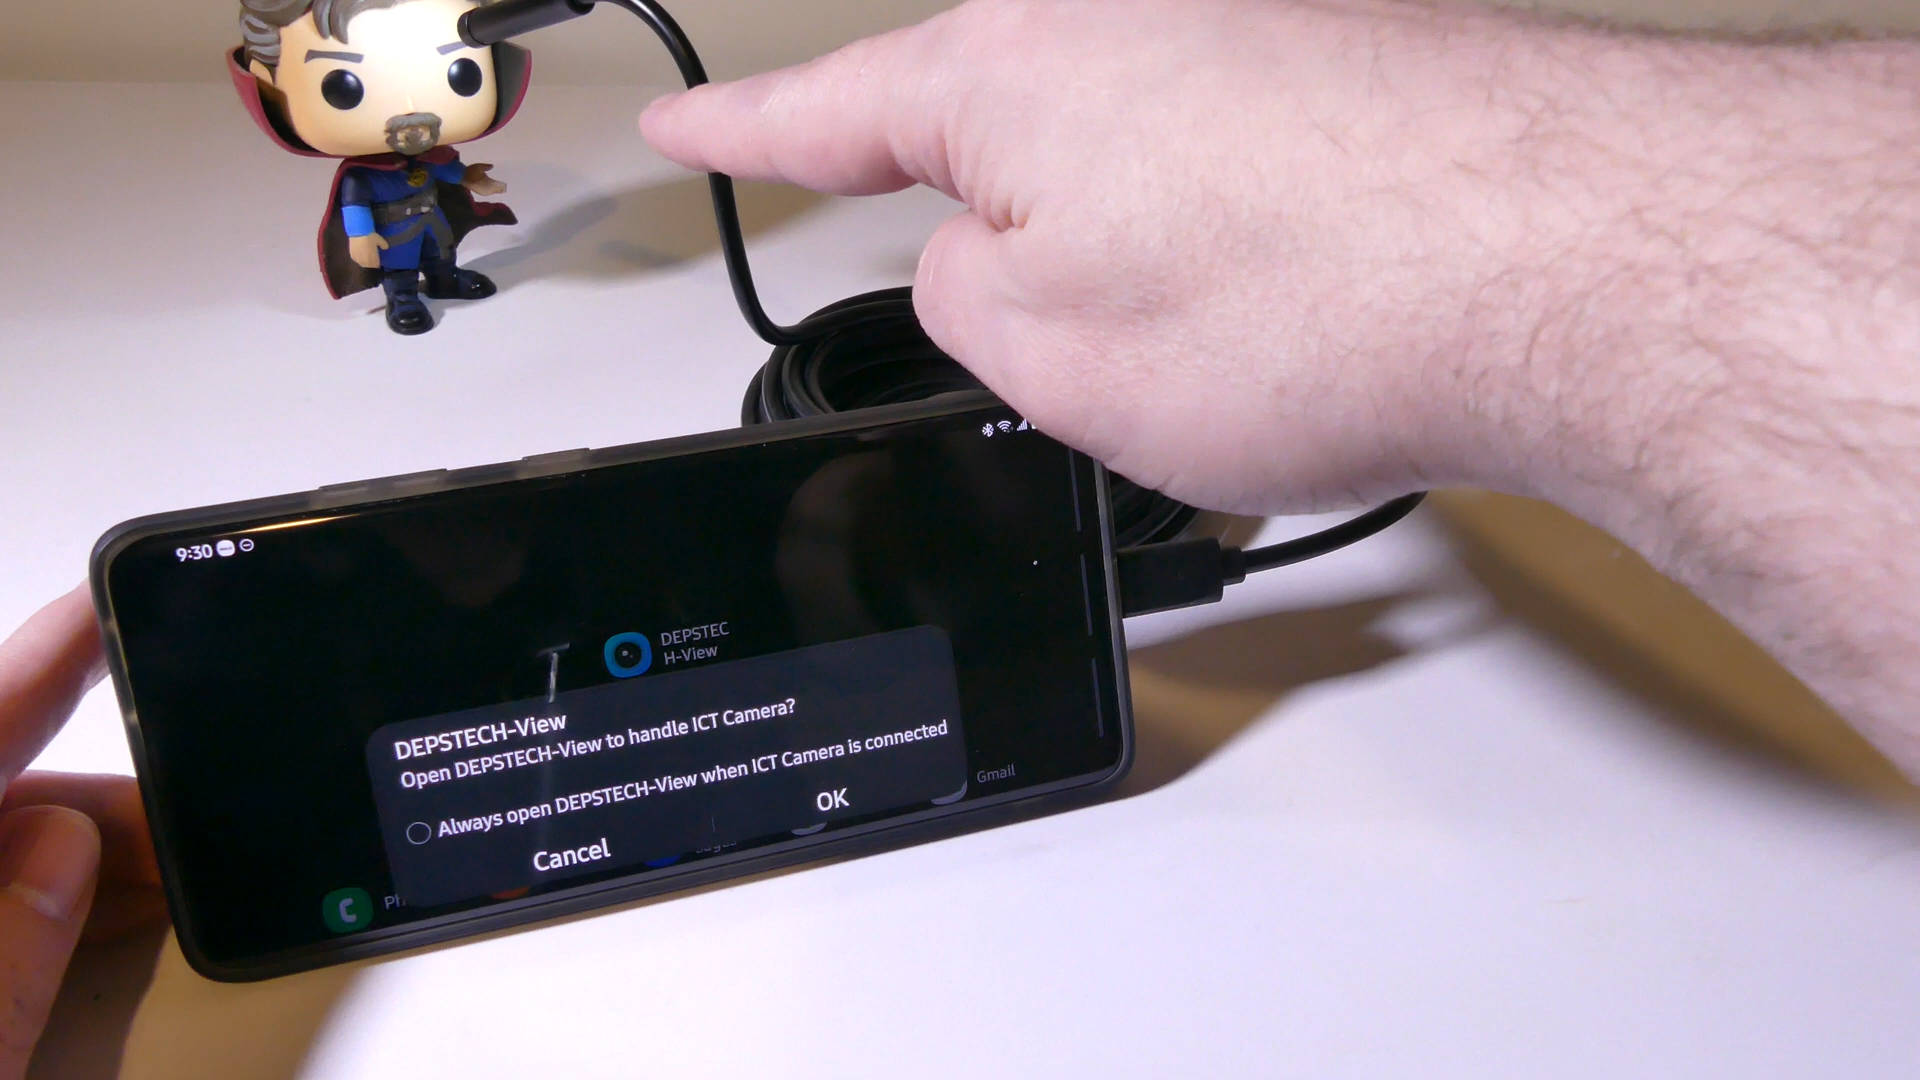 9:30
DEPSTEC
H-View
DEPSTECH-View
Open DEPSTECH-View to handle ICT Camera?
Always open DEPSTECH-View when ICT Camera is connected
Cancel
OK
Gmail